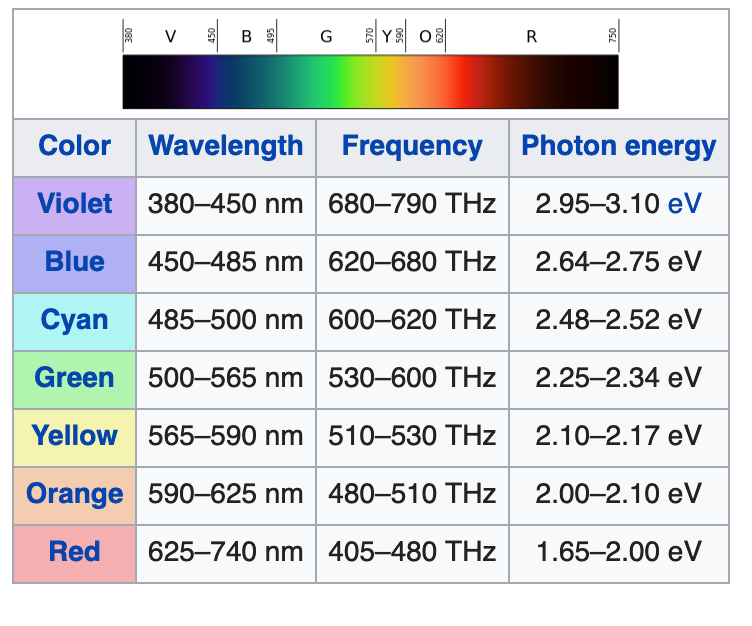 380 V 450 B 495 G 570 Y 590 O 620 R 750
Color Wavelength Frequency Photon energy
Violet 380–450 nm 680–790 THz 2.95–3.10 eV
Blue 450–485 nm 620–680 THz 2.64–2.75 eV
Cyan 485–500 nm 600–620 THz 2.48–2.52 eV
Green 500–565 nm 530–600 THz 2.25–2.34 eV
Yellow 565–590 nm 510–530 THz 2.10–2.17 eV
Orange 590–625 nm 480–510 THz 2.00–2.10 eV
Red 625–740 nm 405–480 THz 1.65–2.00 eV